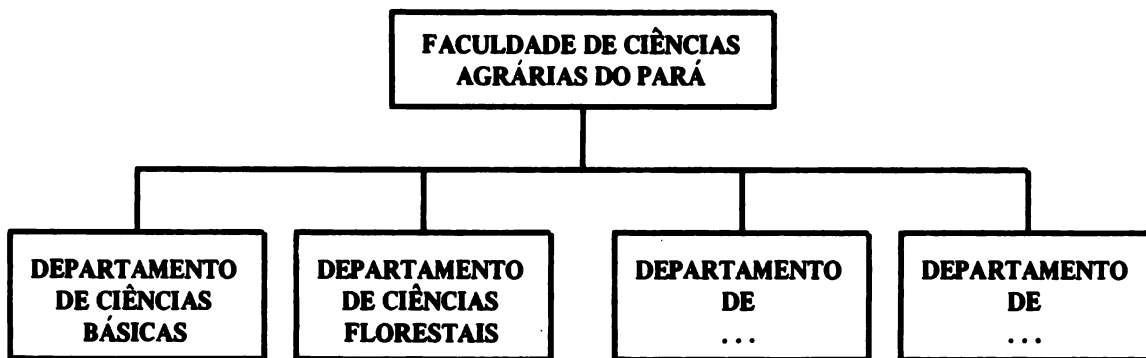 FACULDADE DE CIÊNCIAS
AGRÁRIAS DO PARÁ
DEPARTAMENTO
DE CIÊNCIAS
BÁSICAS
DEPARTAMENTO
DE CIÊNCIAS
FLORESTAIS
DEPARTAMENTO
DE
...
DEPARTAMENTO
DE
...